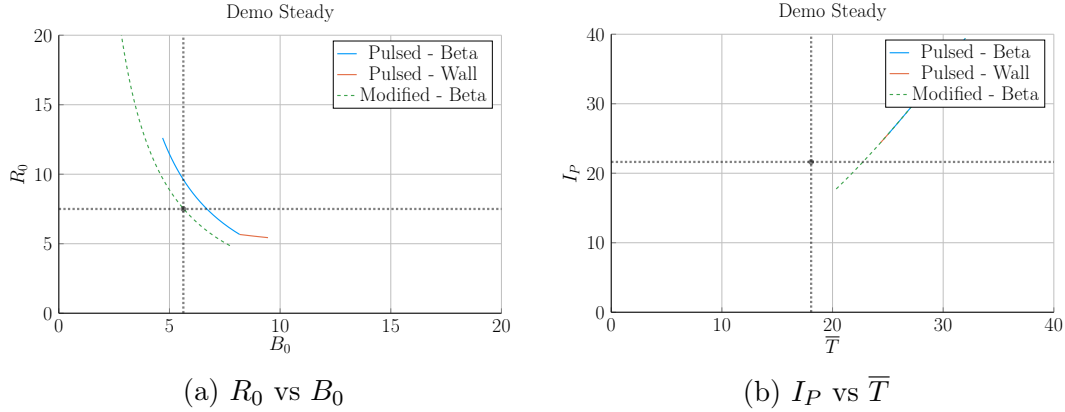 Demo Steady
20
15
10
5
0
R₀
0 5 10 15 20
B₀
Pulsed - Beta
Pulsed - Wall
Modified - Beta
(a) R₀ vs B₀
Demo Steady
40
30
20
10
0
I_P
0 10 20 30 40
T̅
Pulsed - Beta
Pulsed - Wall
Modified - Beta
(b) I_P vs T̅